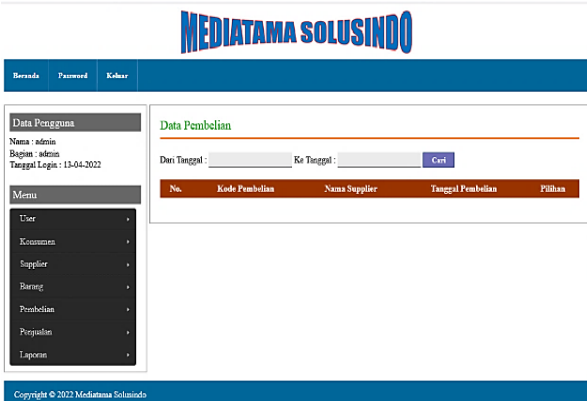 MEDIATAMA SOLUSINDO
Beranda Password Keluar
Data Pengguna
Nama : admin
Bagian : admin
Tanggal Login : 13-04-2022
Menu
User
Konsumen
Supplier
Barang
Pembelian
Penjualan
Laporan
Data Pembelian
Dari Tanggal : Ke Tanggal : Cari
No. Kode Pembelian Nama Supplier Tanggal Pembelian Pilihan
Copyright © 2022 Mediatama Solusindo